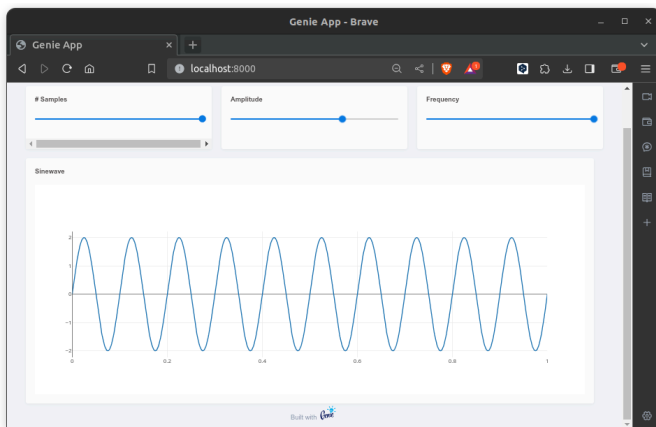 Genie App - Brave
Genie App
localhost:8000
# Samples
Amplitude
Frequency
Sinewave
2
1
0
−1
−2
0
0.2
0.4
0.6
0.8
1
Built with Genie